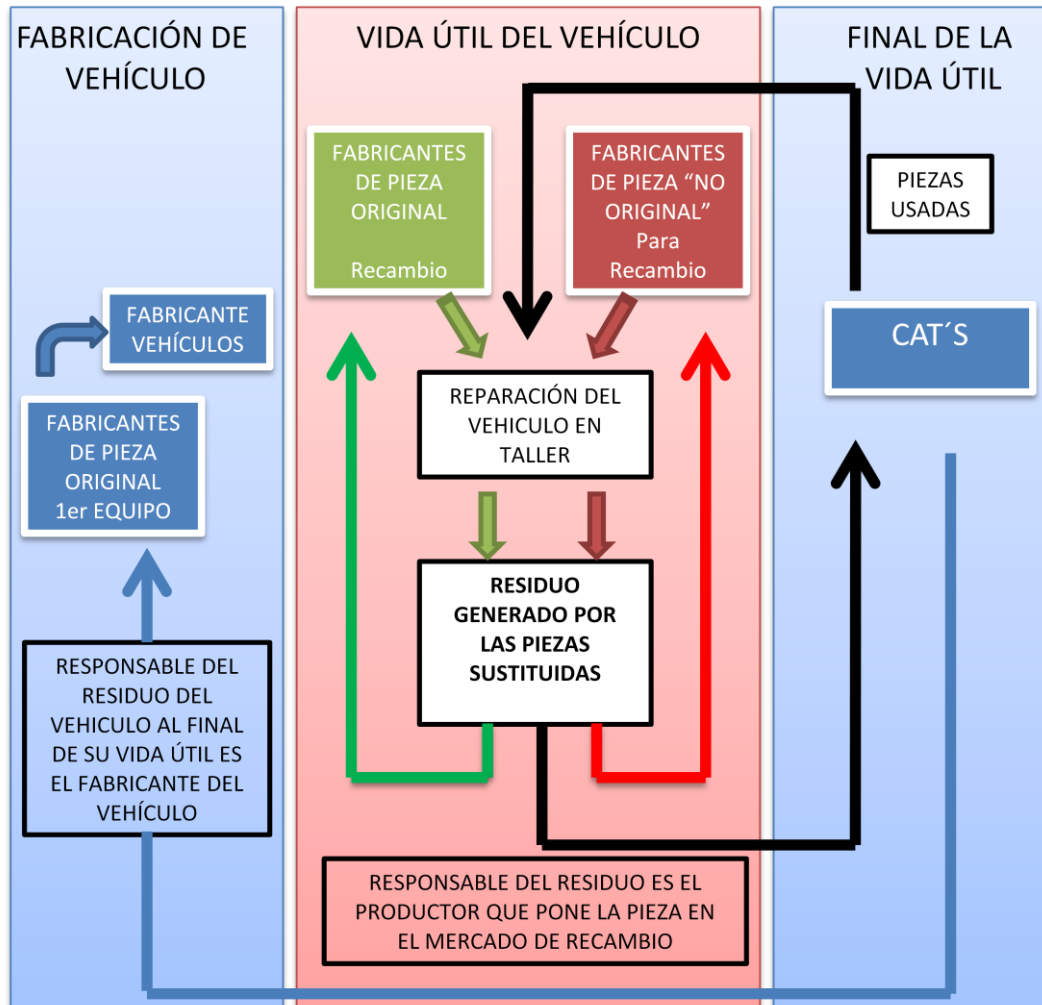 FABRICACIÓN DE
VEHÍCULO
FABRICANTE
VEHÍCULOS
FABRICANTES
DE PIEZA
ORIGINAL
1er EQUIPO
RESPONSABLE DEL
RESIDUO DEL
VEHICULO AL FINAL
DE SU VIDA ÚTIL ES
EL FABRICANTE DEL
VEHÍCULO
VIDA ÚTIL DEL VEHÍCULO
FABRICANTES
DE PIEZA
ORIGINAL
Recambio
FABRICANTES
DE PIEZA “NO
ORIGINAL”
Para
Recambio
REPARACIÓN DEL
VEHICULO EN
TALLER
RESIDUO
GENERADO POR
LAS PIEZAS
SUSTITUIDAS
RESPONSABLE DEL RESIDUO ES EL
PRODUCTOR QUE PONE LA PIEZA EN
EL MERCADO DE RECAMBIO
FINAL DE LA
VIDA ÚTIL
PIEZAS
USADAS
CAT´S